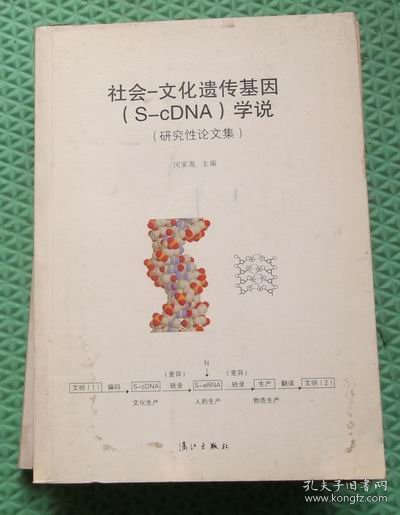 社会-文化遗传基因
（S-cDNA）学说
（研究性论文集）
闵家胤 主编
N
（变异）
（变异）
文明（1） 编码 S-cDNA 转录 S-eRNA 转录 生产 翻译 文明（2）
文化生产 人的生产 物质生产
漓江出版社
孔夫子旧书网
www.kongfz.com